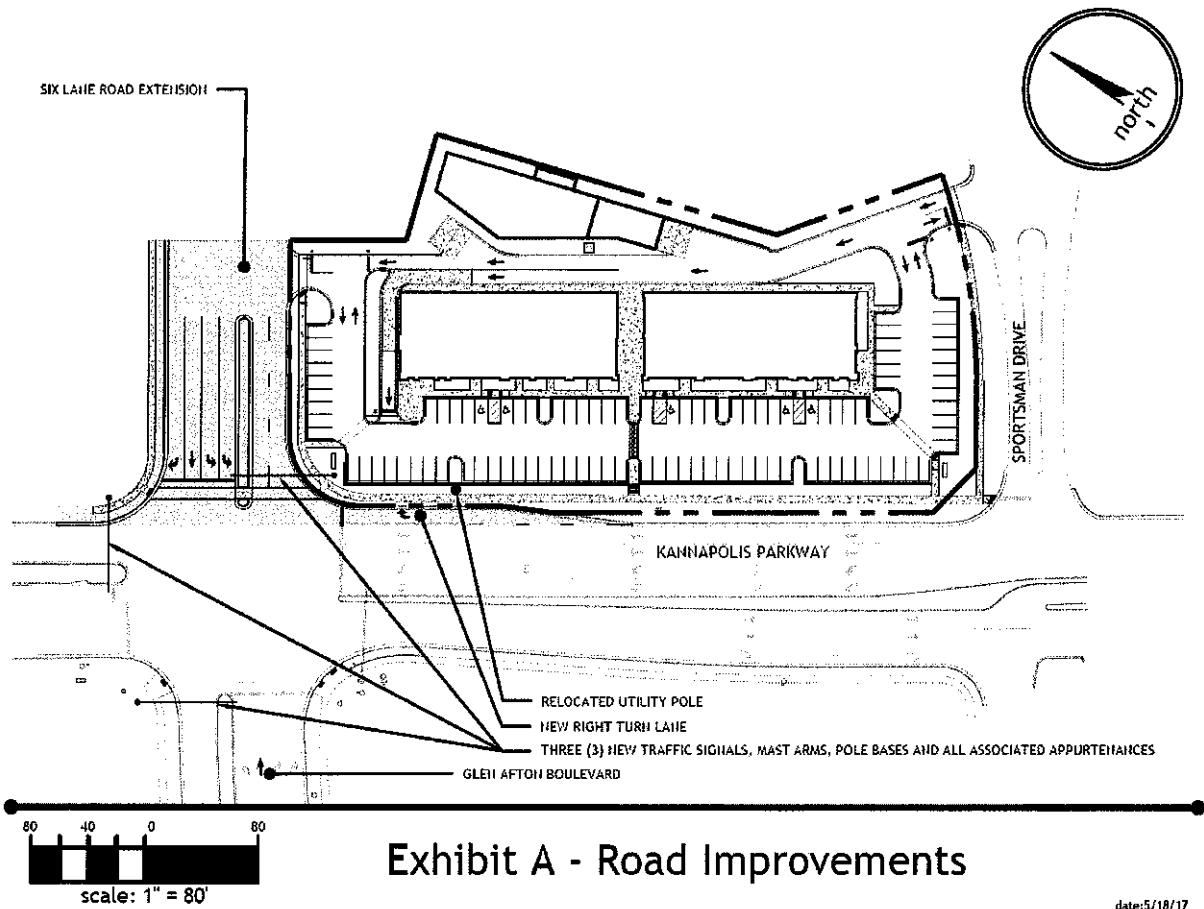 SIX LANE ROAD EXTENSION
north
SPORTSMAN DRIVE
KANNAPOLIS PARKWAY
RELOCATED UTILITY POLE
NEW RIGHT TURN LANE
THREE (3) NEW TRAFFIC SIGNALS, MAST ARMS, POLE BASES AND ALL ASSOCIATED APPURTENANCES
GLEN AFTON BOULEVARD
80 40 0 80
scale: 1" = 80'
Exhibit A - Road Improvements
date:5/18/17